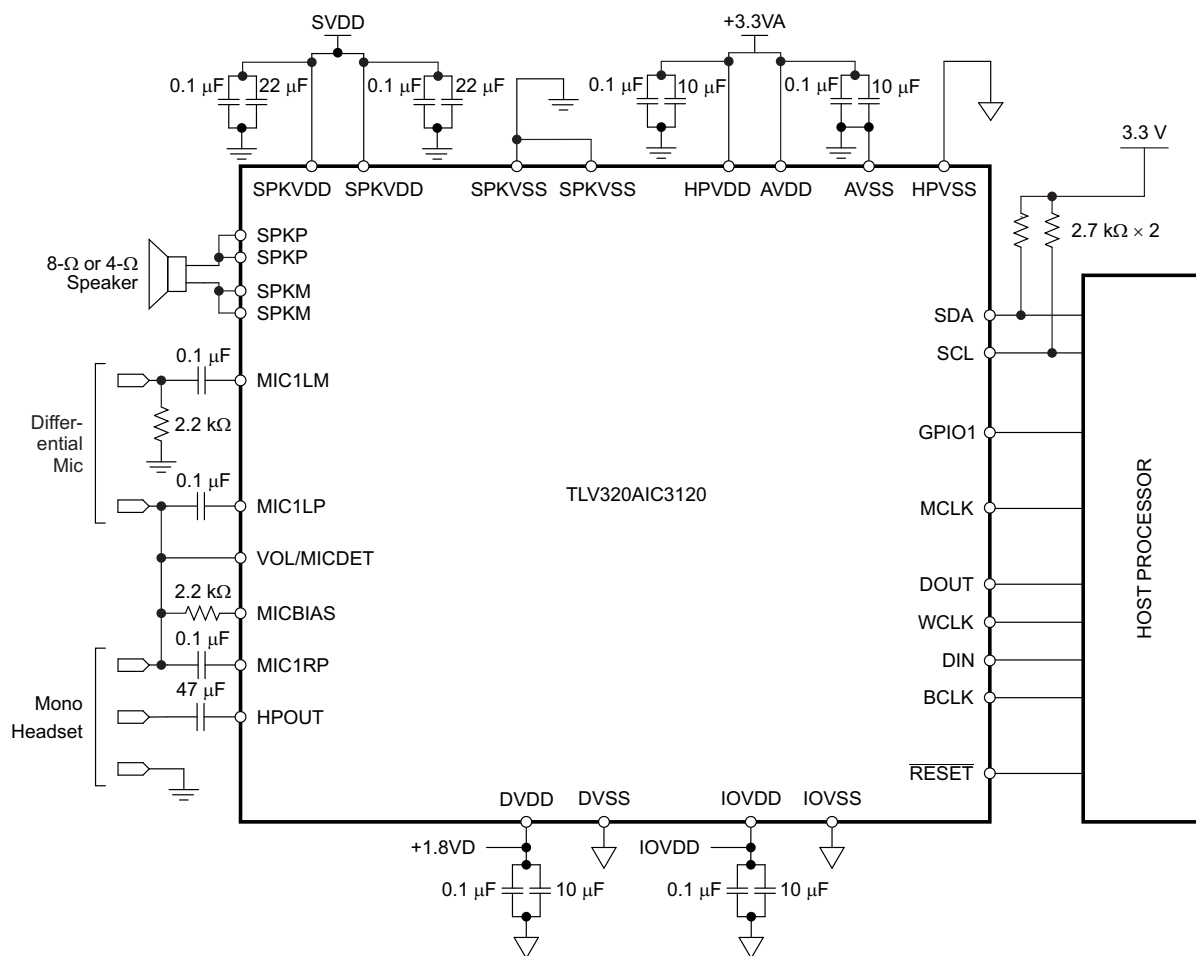 SVDD
+3.3VA
0.1 μF
22 μF
0.1 μF
22 μF
0.1 μF
10 μF
0.1 μF
10 μF
3.3 V
SPKVDD
SPKVDD
SPKVSS
SPKVSS
HPVDD
AVDD
AVSS
HPVSS
2.7 kΩ × 2
8-Ω or 4-Ω
Speaker
SPKP
SPKP
SPKM
SPKM
SDA
SCL
0.1 μF
MIC1LM
2.2 kΩ
Differ-
ential
Mic
GPIO1
0.1 μF
MIC1LP
TLV320AIC3120
MCLK
HOST PROCESSOR
VOL/MICDET
2.2 kΩ
MICBIAS
DOUT
WCLK
0.1 μF
MIC1RP
DIN
47 μF
HPOUT
BCLK
Mono
Headset
RESET
DVDD
DVSS
IOVDD
IOVSS
+1.8VD
IOVDD
0.1 μF
10 μF
0.1 μF
10 μF